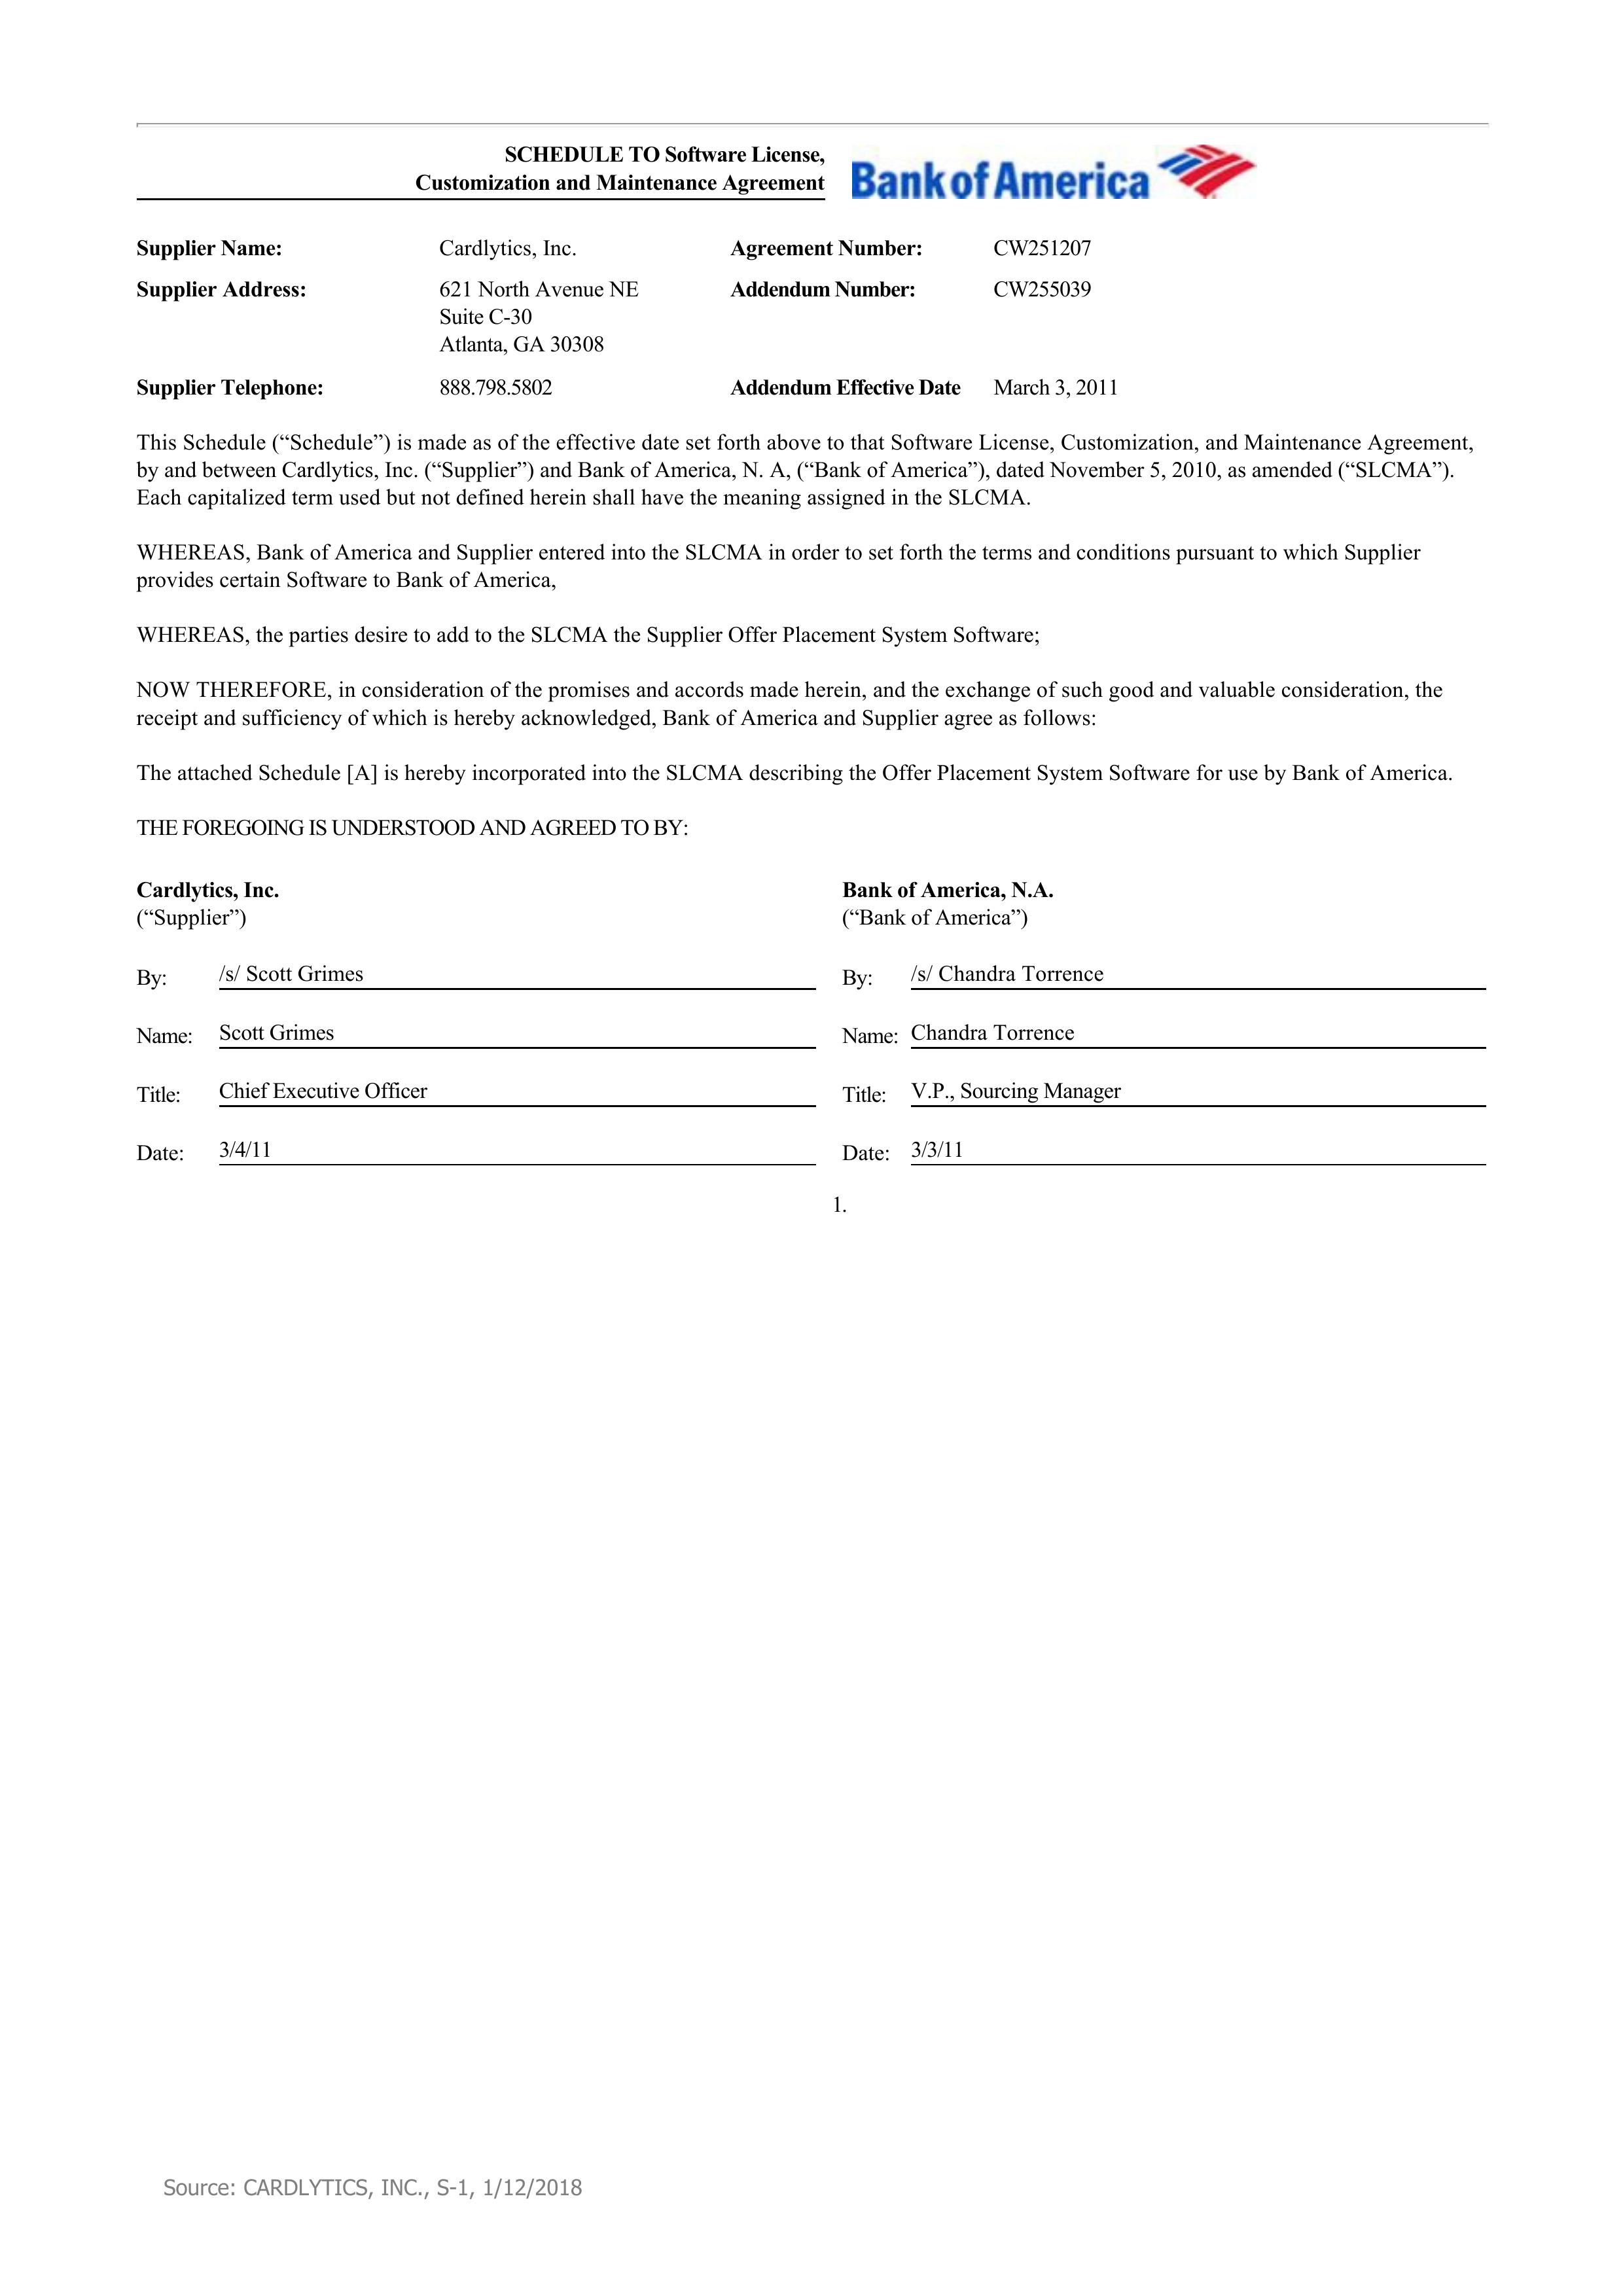 SCHEDULE TO Software License,
Customization and Maintenance Agreement
Bank of America
Supplier Name: Cardlytics, Inc. Agreement Number: CW251207
Supplier Address: 621 North Avenue NE Addendum Number: CW255039
Suite C-30
Atlanta, GA 30308
Supplier Telephone: 888.798.5802 Addendum Effective Date March 3, 2011
This Schedule (“Schedule”) is made as of the effective date set forth above to that Software License, Customization, and Maintenance Agreement,
by and between Cardlytics, Inc. (“Supplier”) and Bank of America, N. A, (“Bank of America”), dated November 5, 2010, as amended (“SLCMA”).
Each capitalized term used but not defined herein shall have the meaning assigned in the SLCMA.
WHEREAS, Bank of America and Supplier entered into the SLCMA in order to set forth the terms and conditions pursuant to which Supplier
provides certain Software to Bank of America,
WHEREAS, the parties desire to add to the SLCMA the Supplier Offer Placement System Software;
NOW THEREFORE, in consideration of the promises and accords made herein, and the exchange of such good and valuable consideration, the
receipt and sufficiency of which is hereby acknowledged, Bank of America and Supplier agree as follows:
The attached Schedule [A] is hereby incorporated into the SLCMA describing the Offer Placement System Software for use by Bank of America.
THE FOREGOING IS UNDERSTOOD AND AGREED TO BY:
Cardlytics, Inc. Bank of America, N.A.
(“Supplier”) (“Bank of America”)
By: /s/ Scott Grimes By: /s/ Chandra Torrence
Name: Scott Grimes Name: Chandra Torrence
Title: Chief Executive Officer Title: V.P., Sourcing Manager
Date: 3/4/11 Date: 3/3/11
1.
Source: CARDLYTICS, INC., S-1, 1/12/2018